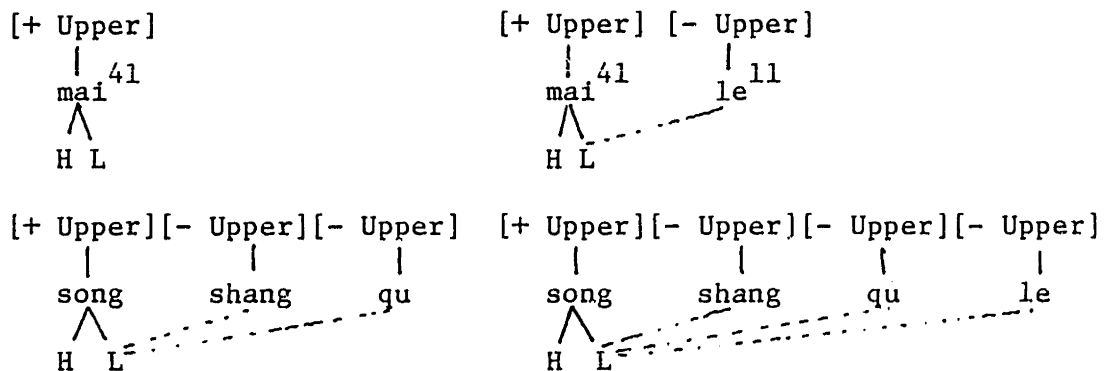 [+ Upper] [+ Upper] [- Upper]
mai41 mai41 le11
H L H L
[+ Upper][- Upper][- Upper] [+ Upper][- Upper][- Upper][- Upper]
song shang qu song shang qu le
H L H L